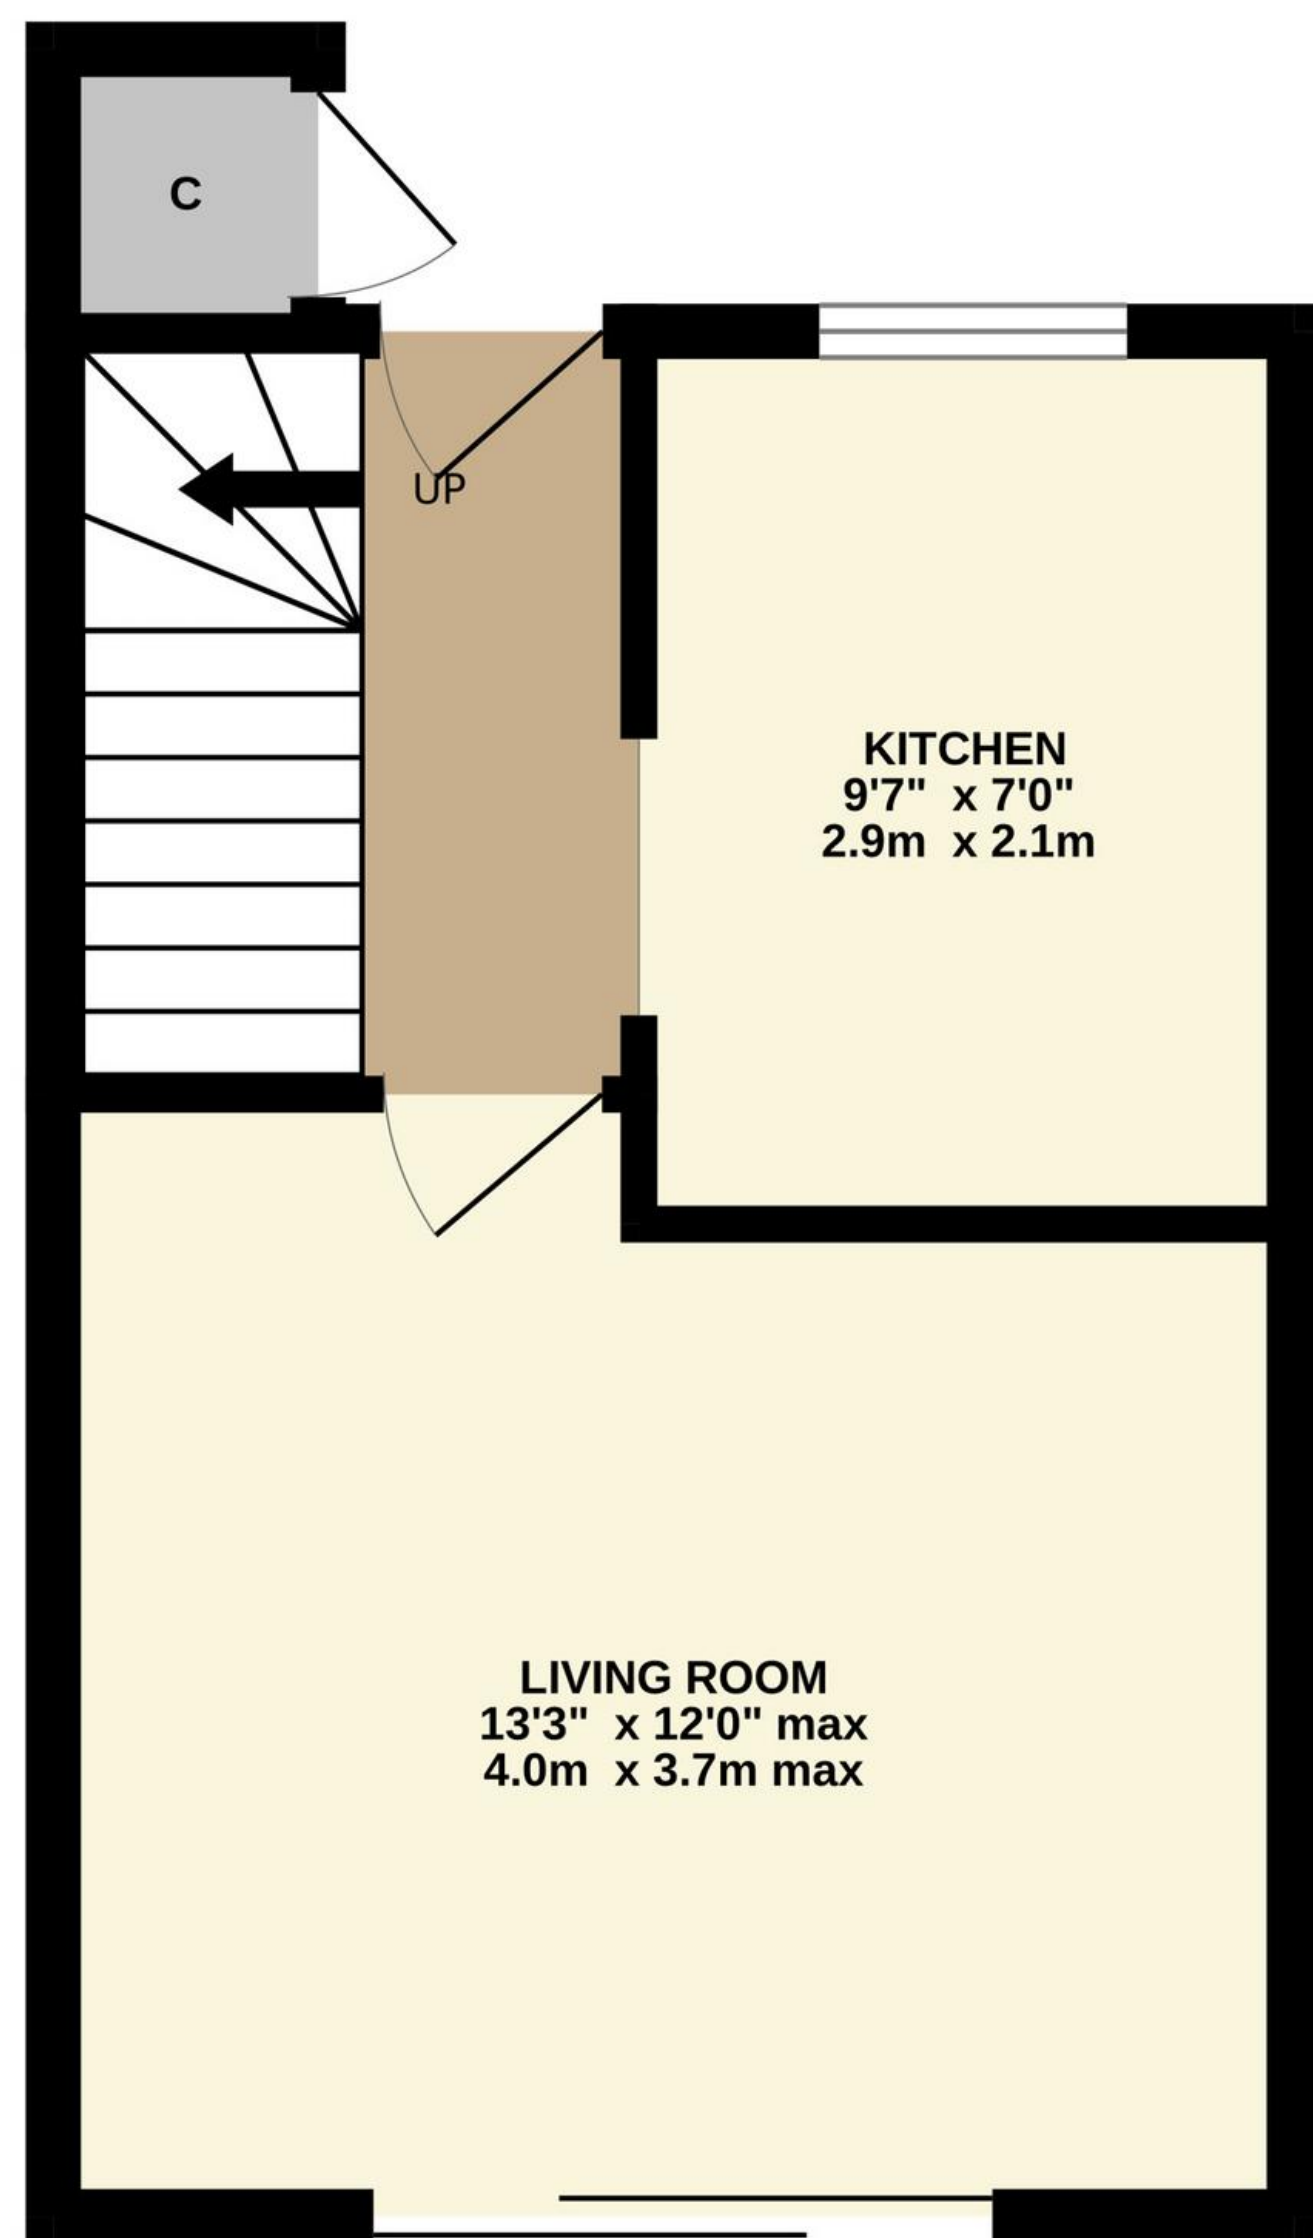 C
UP
KITCHEN
9'7" x 7'0"
2.9m x 2.1m
LIVING ROOM
13'3" x 12'0" max
4.0m x 3.7m max